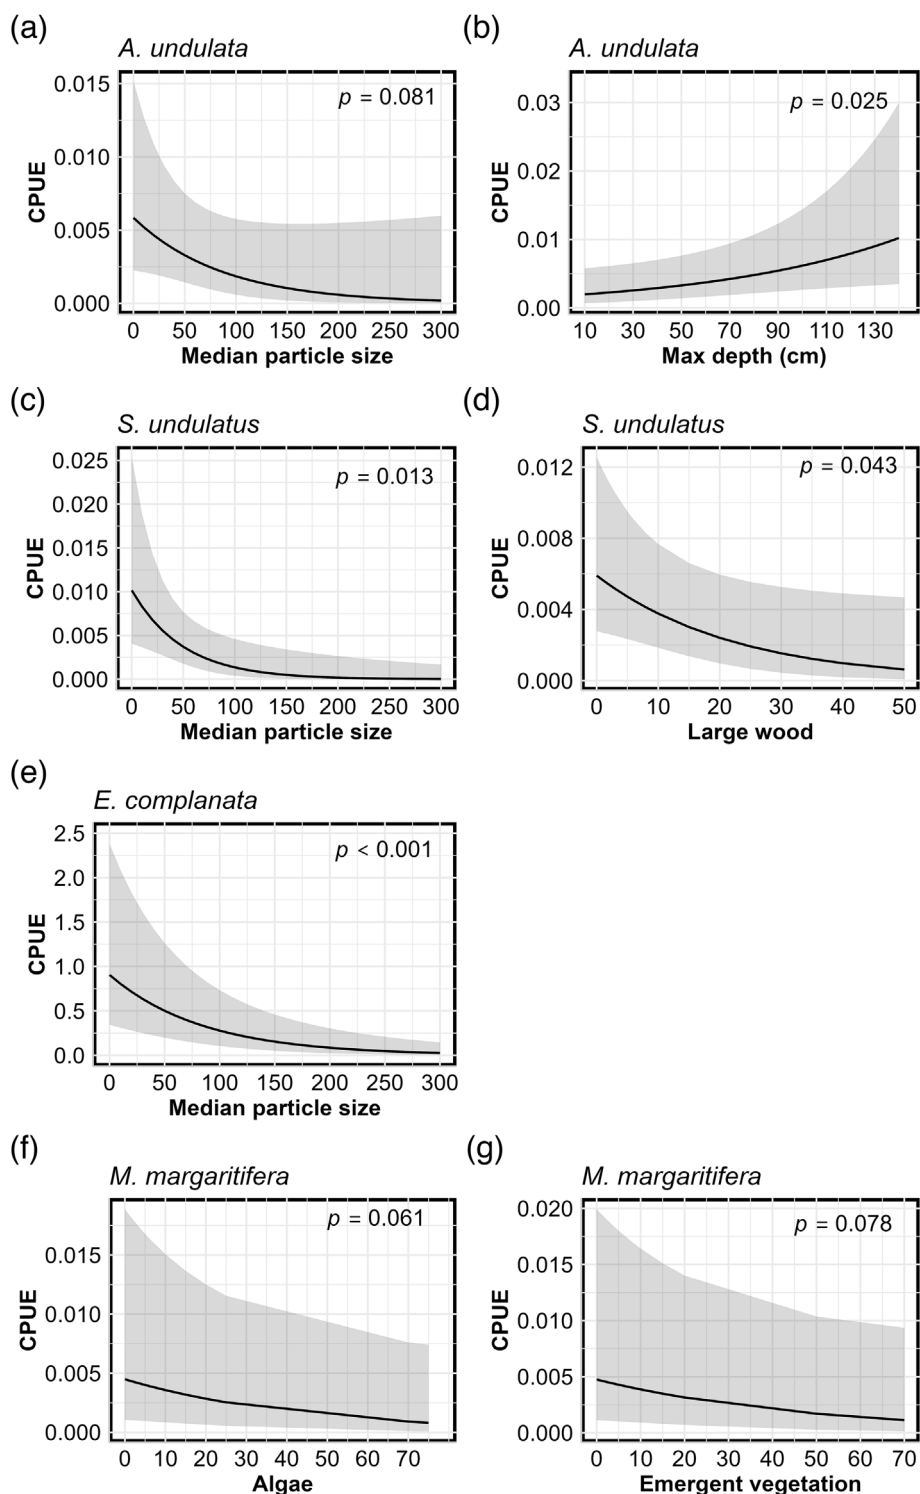 (a)
A. undulata
p = 0.081
0.015
0.010
0.005
0.000
CPUE
0 50 100 150 200 250 300
Median particle size
(b)
A. undulata
p = 0.025
0.03
0.02
0.01
0.00
CPUE
10 30 50 70 90 110 130
Max depth (cm)
(c)
S. undulatus
p = 0.013
0.025
0.020
0.015
0.010
0.005
0.000
CPUE
0 50 100 150 200 250 300
Median particle size
(d)
S. undulatus
p = 0.043
0.012
0.008
0.004
0.000
CPUE
0 10 20 30 40 50
Large wood
(e)
E. complanata
p < 0.001
2.5
2.0
1.5
1.0
0.5
0.0
CPUE
0 50 100 150 200 250 300
Median particle size
(f)
M. margaritifera
p = 0.061
0.015
0.010
0.005
0.000
CPUE
0 10 20 30 40 50 60 70
Algae
(g)
M. margaritifera
p = 0.078
0.020
0.015
0.010
0.005
0.000
CPUE
0 10 20 30 40 50 60 70
Emergent vegetation